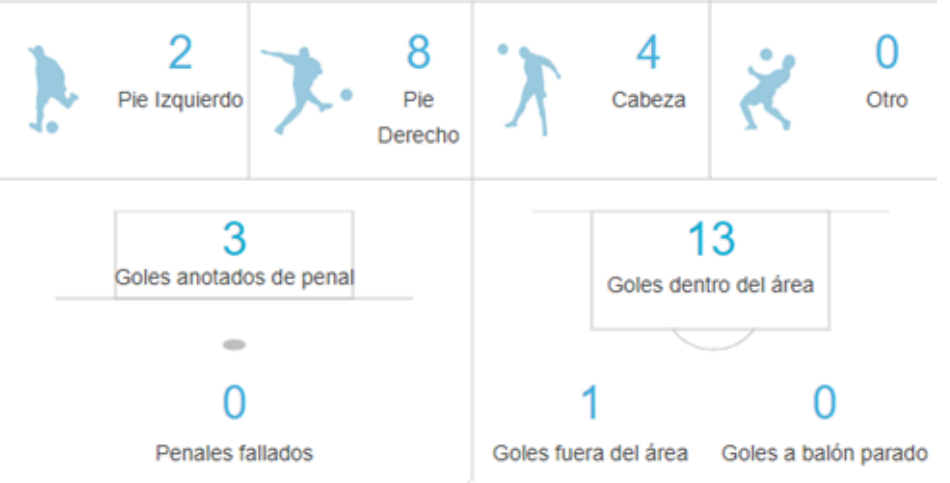 2
Pie Izquierdo
8
Pie
Derecho
4
Cabeza
0
Otro
3
Goles anotados de penal
0
Penales fallados
13
Goles dentro del área
1
Goles fuera del área
0
Goles a balón parado